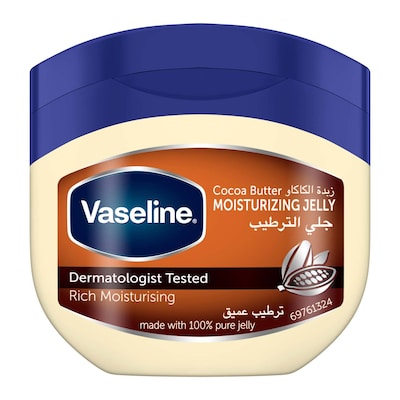 Cocoa Butter زبدة الكاكاو
MOISTURIZING JELLY
جلي الترطيب
Vaseline.
Dermatologist Tested
Rich Moisturising
ترطيب عميق
made with 100% pure jelly
69761324